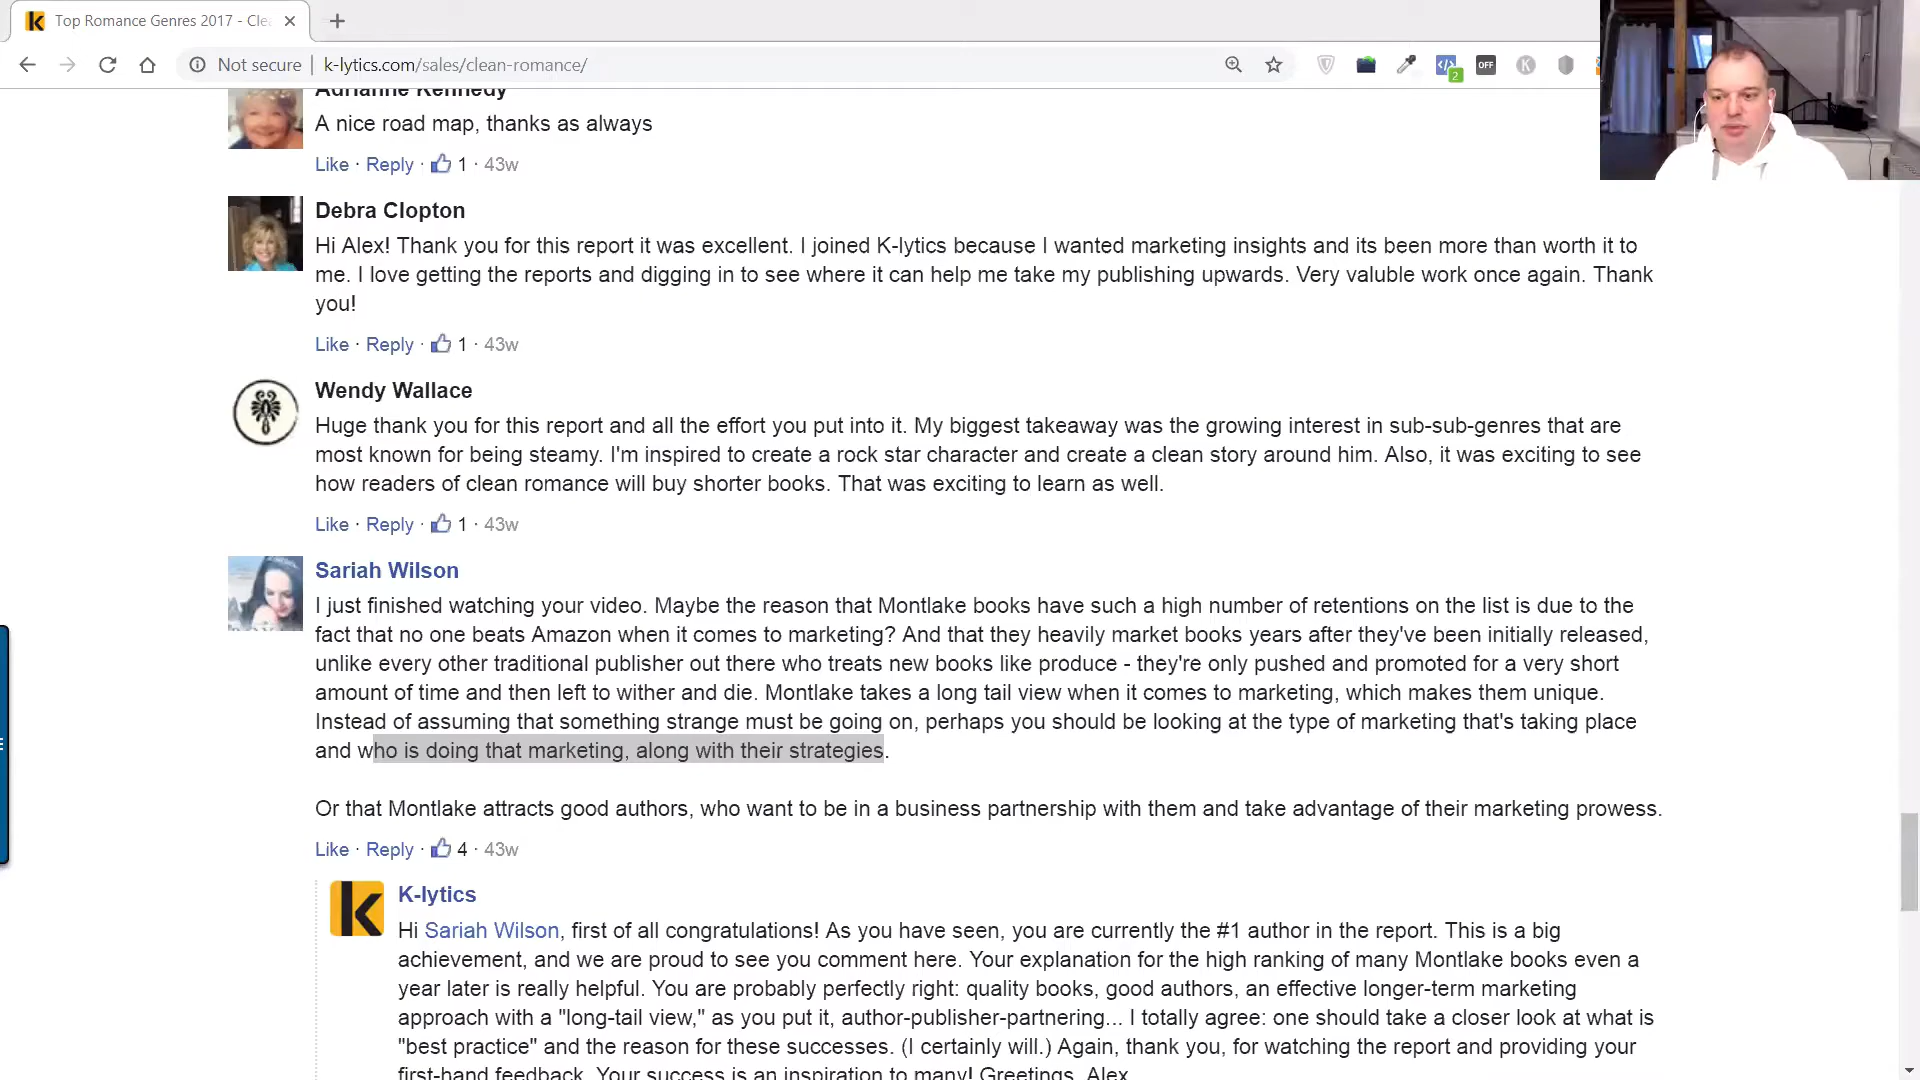 Top Romance Genres 2017 - Clea
Not secure | k-lytics.com/sales/clean-romance/
2
OFF
K
Adrianne Kennedy
A nice road map, thanks as always
Like · Reply · 1 · 43w
Debra Clopton
Hi Alex! Thank you for this report it was excellent. I joined K-lytics because I wanted marketing insights and its been more than worth it to
me. I love getting the reports and digging in to see where it can help me take my publishing upwards. Very valuble work once again. Thank
you!
Like · Reply · 1 · 43w
Wendy Wallace
Huge thank you for this report and all the effort you put into it. My biggest takeaway was the growing interest in sub-sub-genres that are
most known for being steamy. I'm inspired to create a rock star character and create a clean story around him. Also, it was exciting to see
how readers of clean romance will buy shorter books. That was exciting to learn as well.
Like · Reply · 1 · 43w
Sariah Wilson
I just finished watching your video. Maybe the reason that Montlake books have such a high number of retentions on the list is due to the
fact that no one beats Amazon when it comes to marketing? And that they heavily market books years after they've been initially released,
unlike every other traditional publisher out there who treats new books like produce - they're only pushed and promoted for a very short
amount of time and then left to wither and die. Montlake takes a long tail view when it comes to marketing, which makes them unique.
Instead of assuming that something strange must be going on, perhaps you should be looking at the type of marketing that's taking place
and who is doing that marketing, along with their strategies.
Or that Montlake attracts good authors, who want to be in a business partnership with them and take advantage of their marketing prowess.
Like · Reply · 4 · 43w
K-lytics
Hi Sariah Wilson, first of all congratulations! As you have seen, you are currently the #1 author in the report. This is a big
achievement, and we are proud to see you comment here. Your explanation for the high ranking of many Montlake books even a
year later is really helpful. You are probably perfectly right: quality books, good authors, an effective longer-term marketing
approach with a "long-tail view," as you put it, author-publisher-partnering... I totally agree: one should take a closer look at what is
"best practice" and the reason for these successes. (I certainly will.) Again, thank you, for watching the report and providing your
first-hand feedback. Your success is an inspiration to many! Greetings, Alex